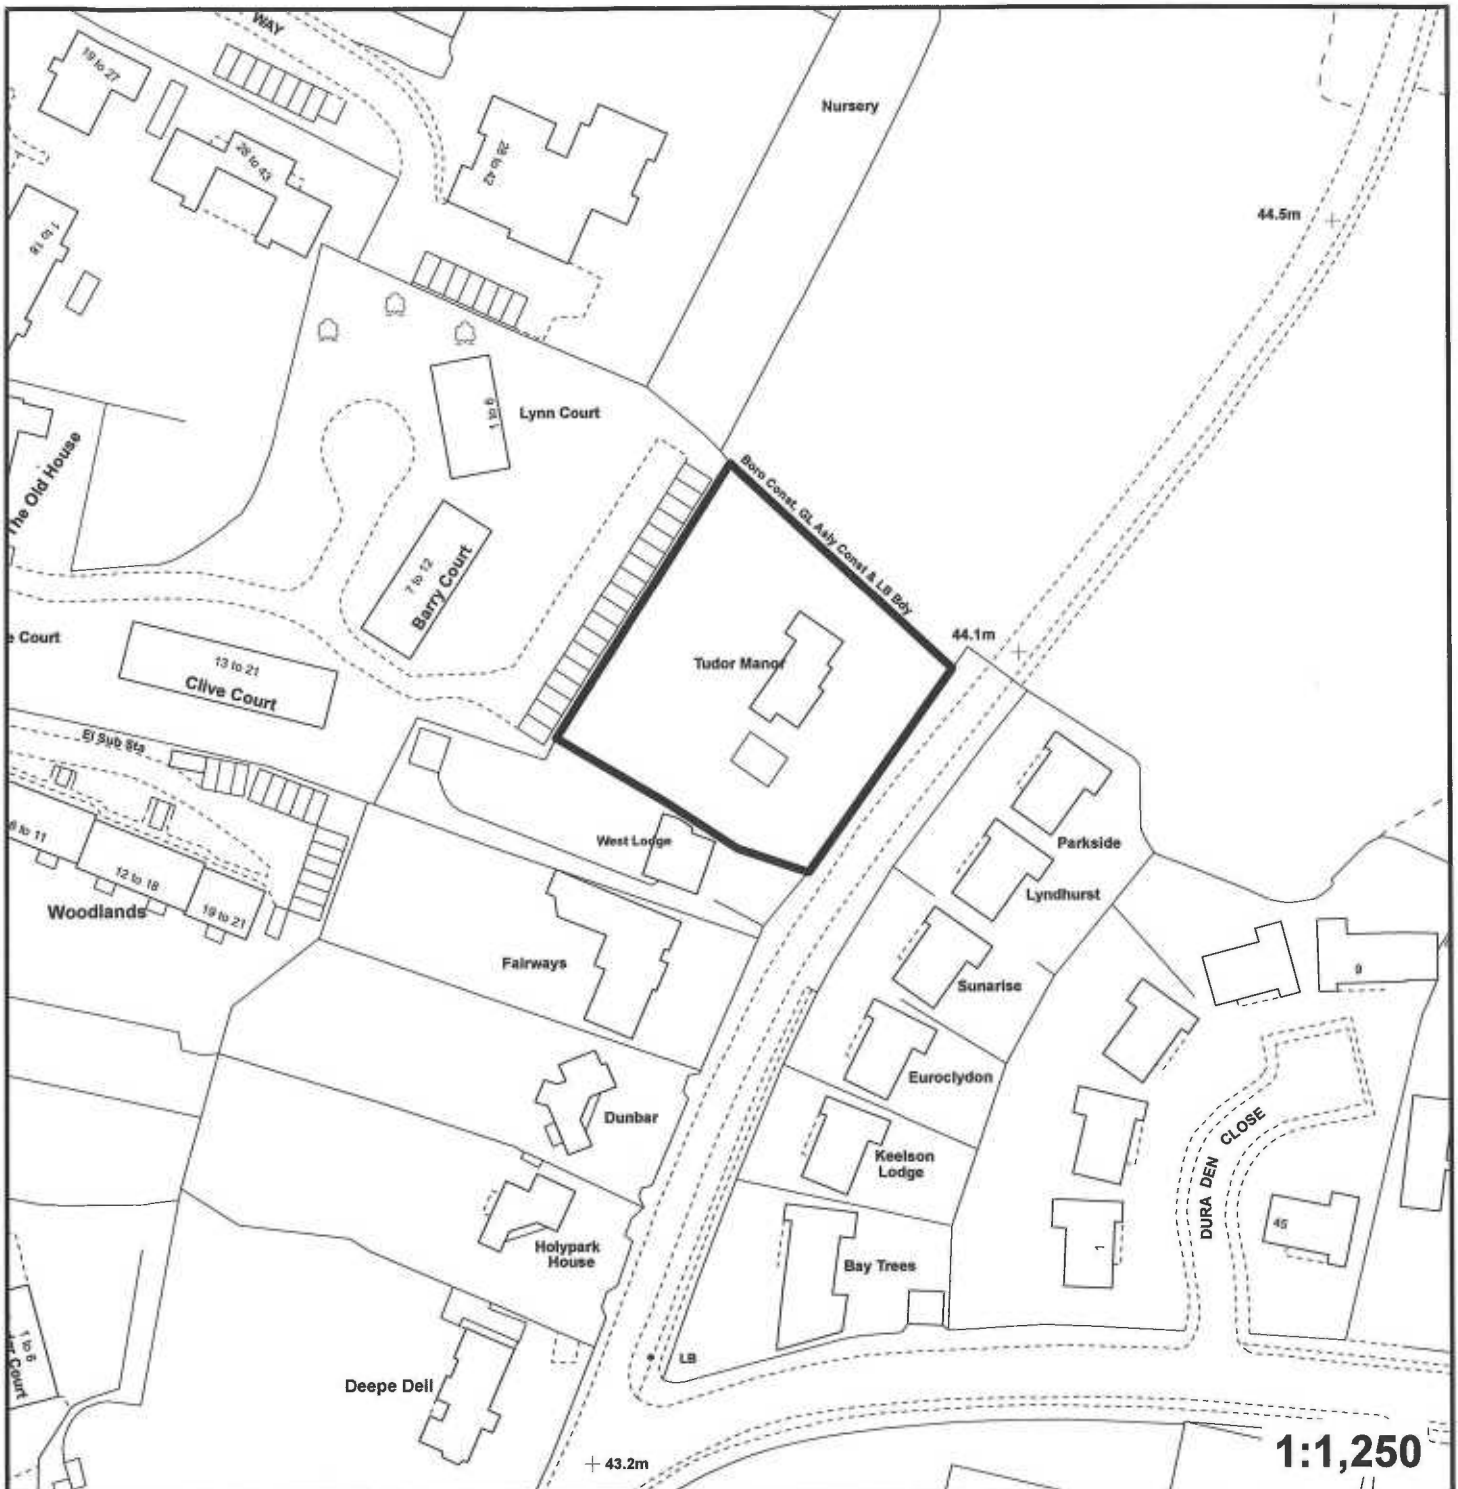 WAY
19 to 27
28 to 43
28 to 42
Nursery
44.5m
1 to 18
1 to 6
Lynn Court
The Old House
7 to 12
Barry Court
Boro Const, GL Asly Const & LB Bdy
44.1m
Tudor Manor
e Court
13 to 21
Clive Court
El Sub Sta
6 to 11
12 to 18
19 to 21
Woodlands
West Lodge
Parkside
Lyndhurst
Fairways
Sunarise
9
Euroclydon
Dunbar
Keelson
Lodge
DURA DEN CLOSE
45
1
Holypark
House
Bay Trees
LB
1 to 6
Court
Deepe Dell
43.2m
1:1,250